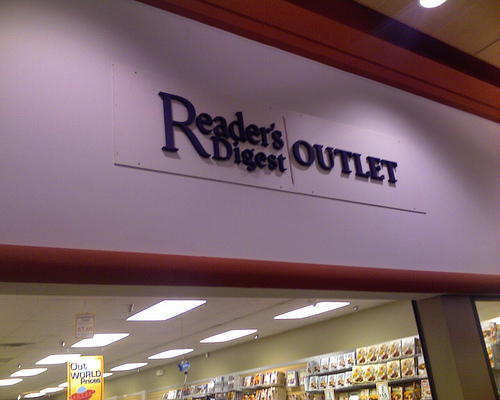 Reader's
Digest
OUTLET
Out
WORLD
Prices